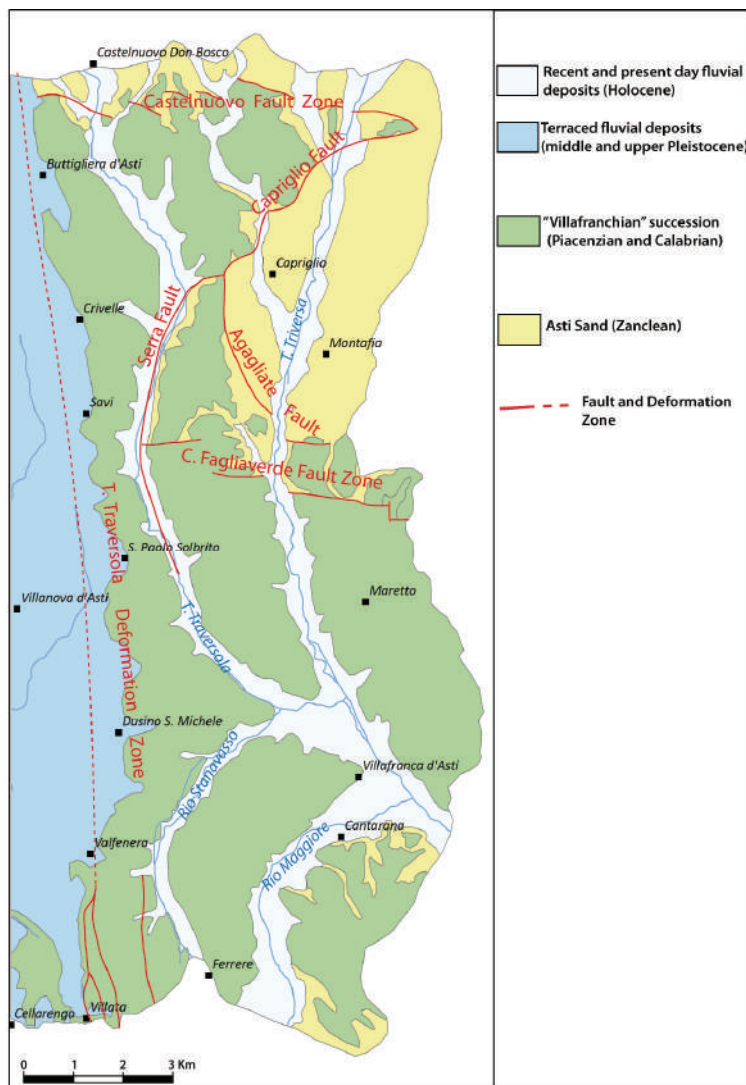 Castelnuovo Don Bosco
Castelnuovo Fault Zone
Buttigliera d'Asti
Capriglio Fault
Capriglio
Crivelle
Serra Fault
T. Triversa
Agagliate Fault
Montafia
Savi
C. Fagliaverde Fault Zone
T. Traversola Deformation Zone
S. Paolo Solbrito
Villanova d'Asti
Maretto
T. Traversola
Dusino S. Michele
Rio Stanavasso
Villafranca d'Asti
Cantarana
Rio Maggiore
Valfenera
Ferrere
Cellarengo
Villata
0 1 2 3 Km
Recent and present day fluvial
deposits (Holocene)
Terraced fluvial deposits
(middle and upper Pleistocene)
"Villafranchian" succession
(Piacenzian and Calabrian)
Asti Sand (Zanclean)
Fault and Deformation
Zone